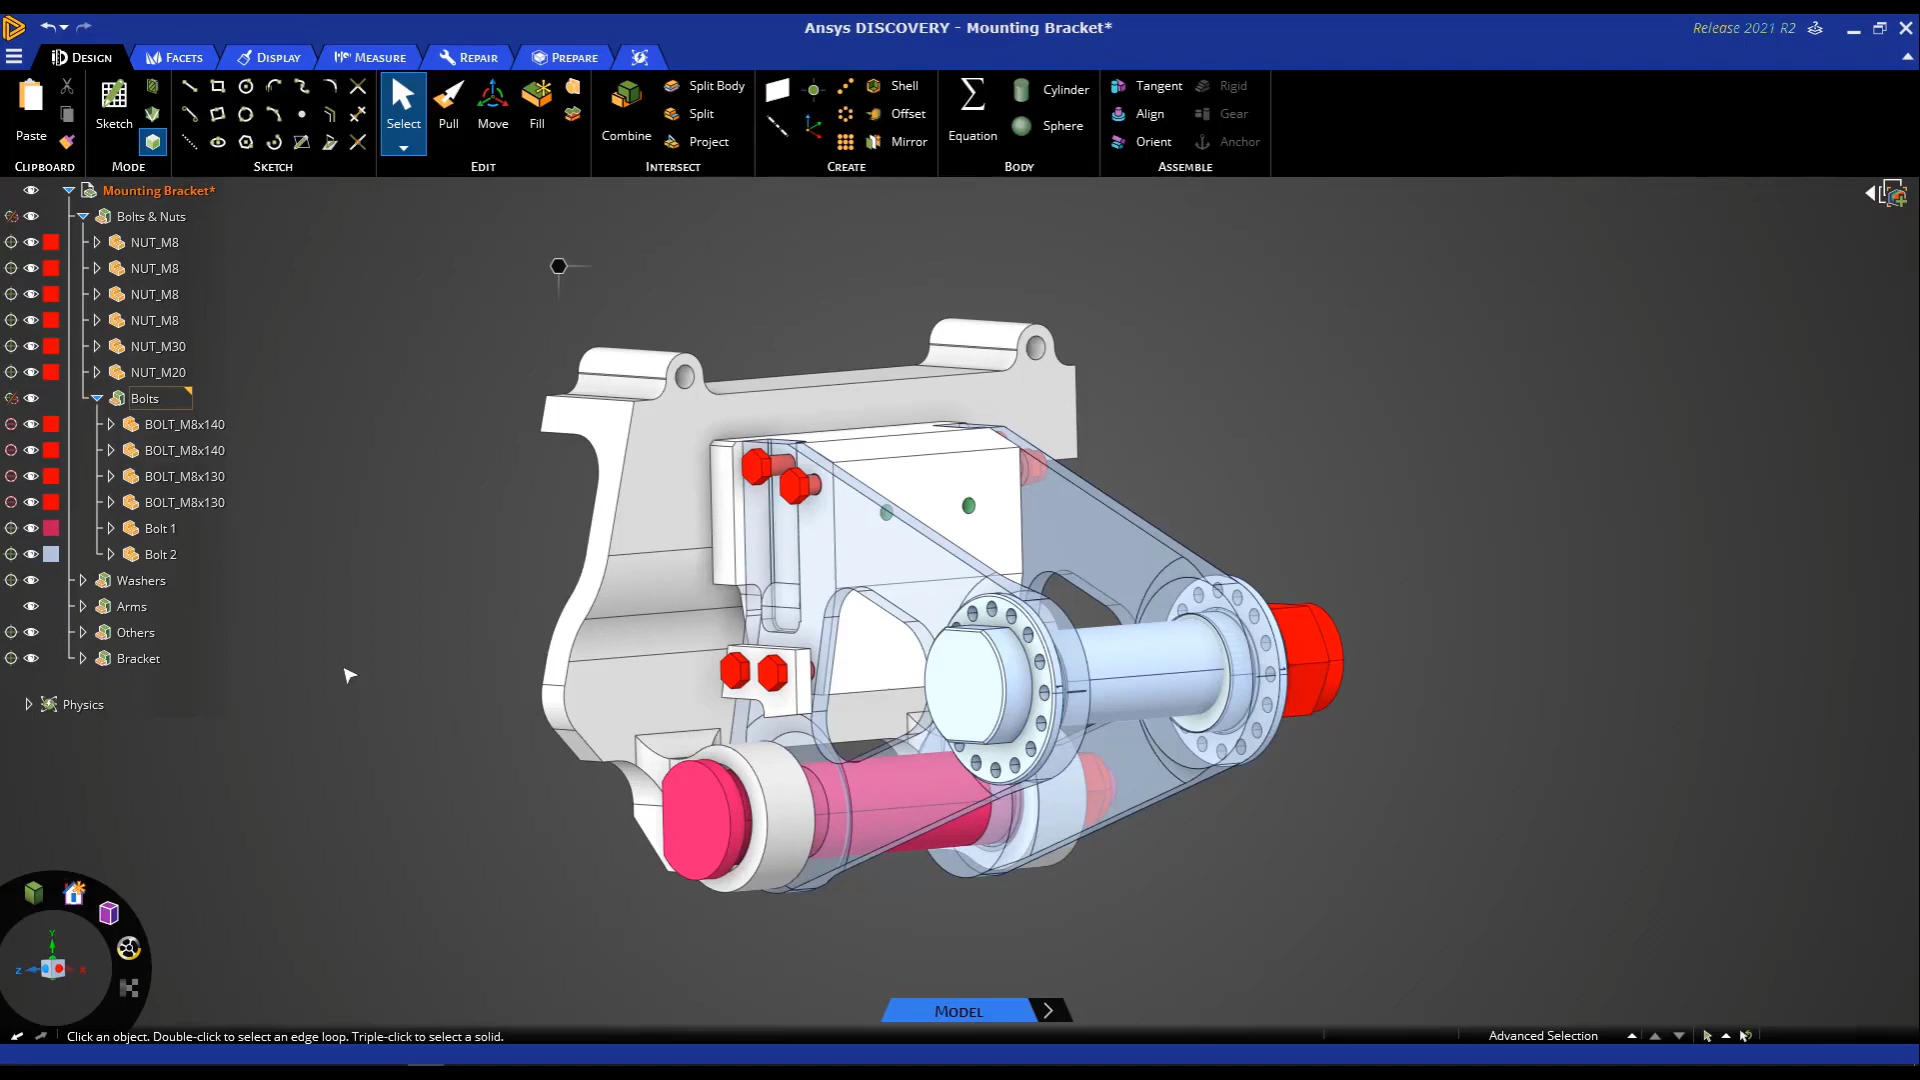 Ansys DISCOVERY - Mounting Bracket*
Release 2021 R2
DESIGN
FACETS
DISPLAY
MEASURE
REPAIR
PREPARE
Paste
Sketch
Select
Pull
Move
Fill
Combine
Split Body
Split
Project
Shell
Offset
Mirror
Equation
Cylinder
Sphere
Tangent
Align
Orient
Rigid
Gear
Anchor
CLIPBOARD
MODE
SKETCH
EDIT
INTERSECT
CREATE
BODY
ASSEMBLE
Mounting Bracket*
Bolts & Nuts
NUT_M8
NUT_M8
NUT_M8
NUT_M8
NUT_M30
NUT_M20
Bolts
BOLT_M8x140
BOLT_M8x140
BOLT_M8x130
BOLT_M8x130
Bolt 1
Bolt 2
Washers
Arms
Others
Bracket
Physics
Y
Z
X
MODEL
Click an object. Double-click to select an edge loop. Triple-click to select a solid.
Advanced Selection